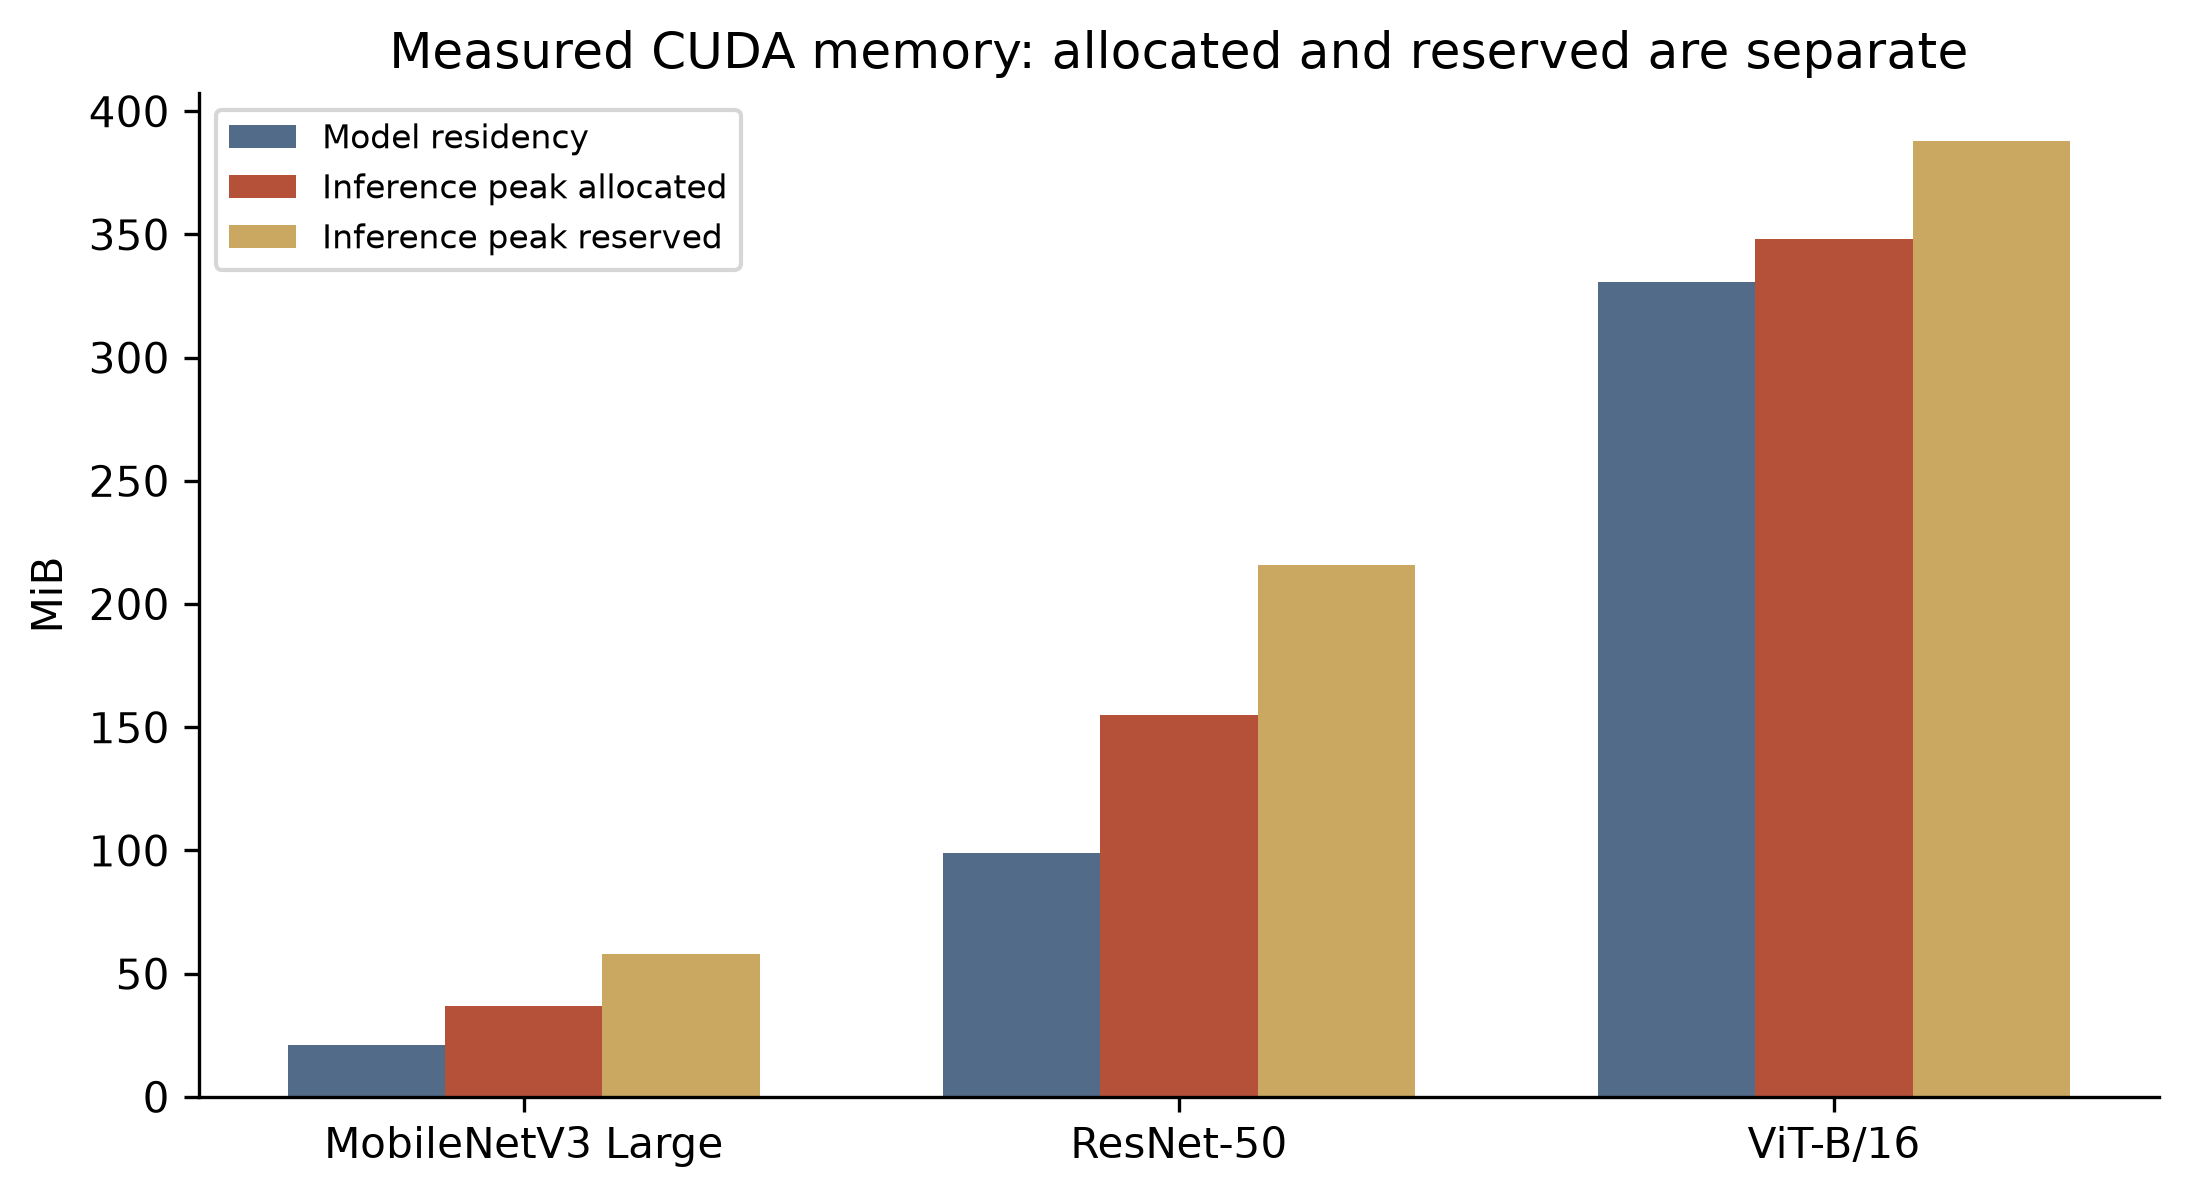 Measured CUDA memory: allocated and reserved are separate
Model residency
Inference peak allocated
Inference peak reserved
MiB
400
350
300
250
200
150
100
50
0
MobileNetV3 Large
ResNet-50
ViT-B/16